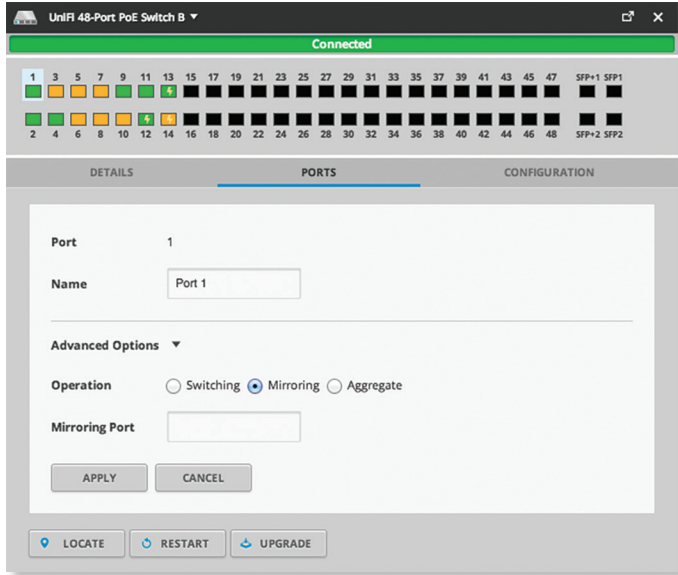 UniFi 48-Port PoE Switch B
Connected
1 3 5 7 9 11 13 15 17 19 21 23 25 27 29 31 33 35 37 39 41 43 45 47 SFP+1 SFP1
2 4 6 8 10 12 14 16 18 20 22 24 26 28 30 32 34 36 38 40 42 44 46 48 SFP+2 SFP2
DETAILS PORTS CONFIGURATION
Port 1
Name Port 1
Advanced Options
Operation Switching Mirroring Aggregate
Mirroring Port
APPLY CANCEL
LOCATE RESTART UPGRADE